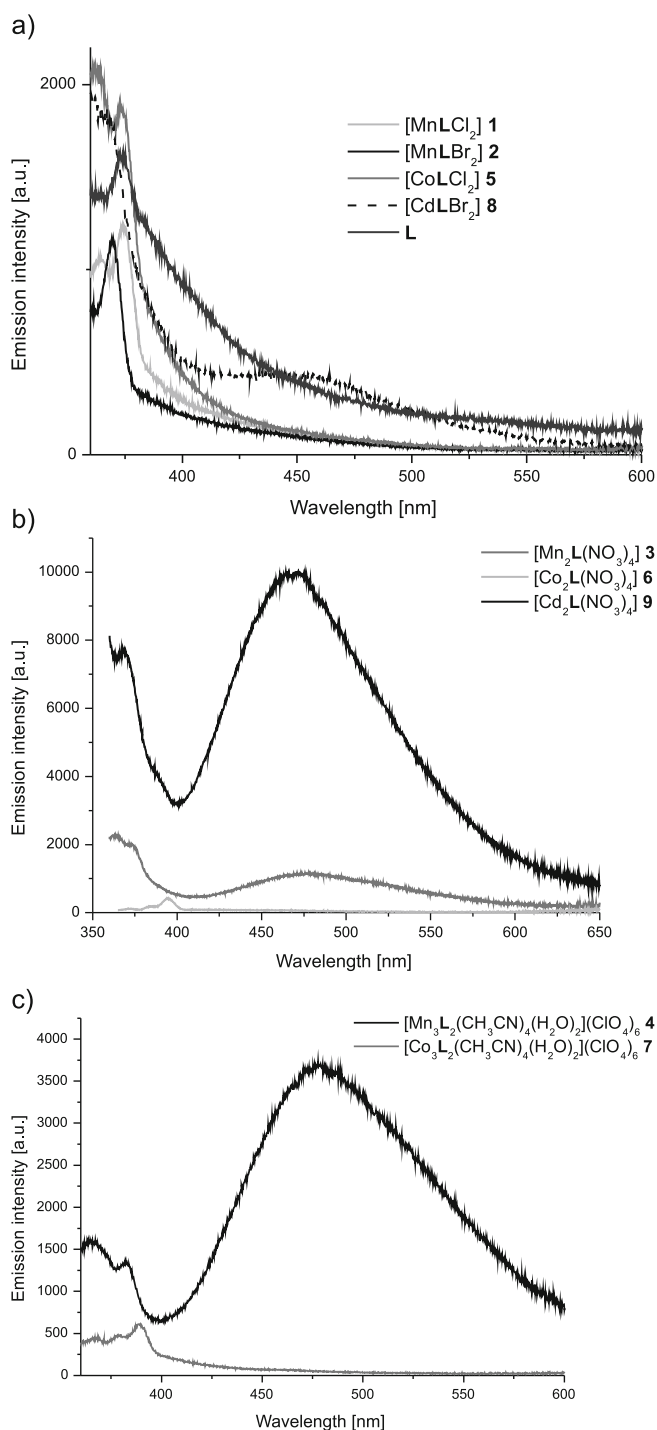 a)
2000
[MnLCl₂] 1
[MnLBr₂] 2
[CoLCl₂] 5
[CdLBr₂] 8
L
Emission intensity [a.u.]
0
400 450 500 550 600
Wavelength [nm]
b)
[Mn₂L(NO₃)₄] 3
[Co₂L(NO₃)₄] 6
[Cd₂L(NO₃)₄] 9
10000
8000
6000
4000
2000
0
Emission intensity [a.u.]
350 400 450 500 550 600 650
Wavelength [nm]
c)
[Mn₃L₂(CH₃CN)₄(H₂O)₂](ClO₄)₆ 4
[Co₃L₂(CH₃CN)₄(H₂O)₂](ClO₄)₆ 7
4250
3500
3000
2500
2000
1500
1000
500
0
Emission intensity [a.u.]
400 450 500 550 600
Wavelength [nm]